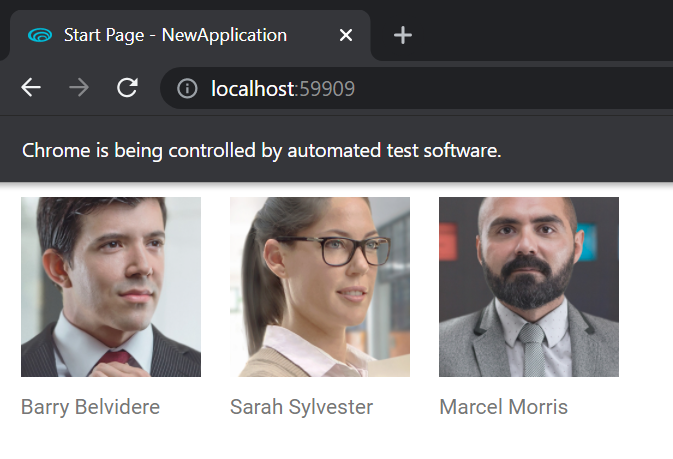 Start Page - NewApplication
localhost:59909
Chrome is being controlled by automated test software.
Barry Belvidere
Sarah Sylvester
Marcel Morris